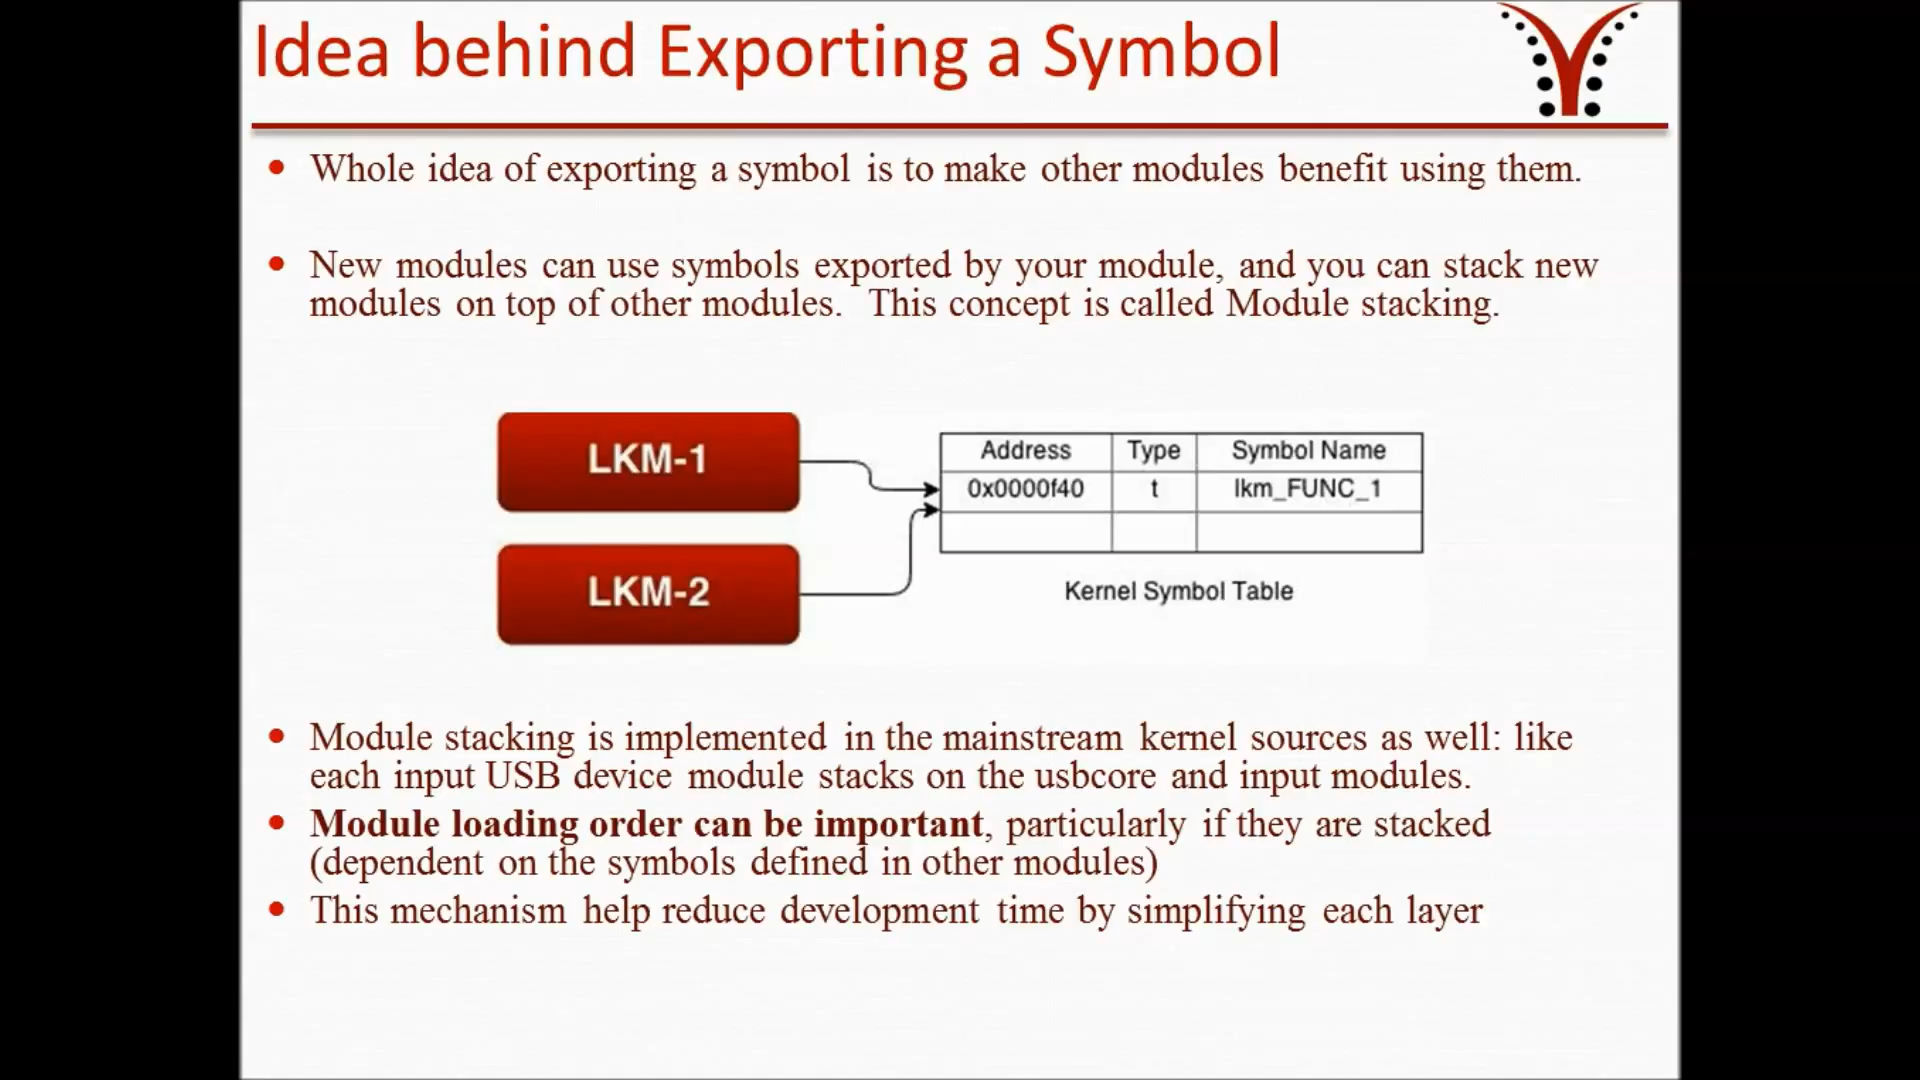 Idea behind Exporting a Symbol
Whole idea of exporting a symbol is to make other modules benefit using them.
New modules can use symbols exported by your module, and you can stack new
modules on top of other modules. This concept is called Module stacking.
LKM-1
LKM-2
Address Type Symbol Name
0x0000f40 t lkm_FUNC_1
Kernel Symbol Table
Module stacking is implemented in the mainstream kernel sources as well: like
each input USB device module stacks on the usbcore and input modules.
Module loading order can be important, particularly if they are stacked
(dependent on the symbols defined in other modules)
This mechanism help reduce development time by simplifying each layer